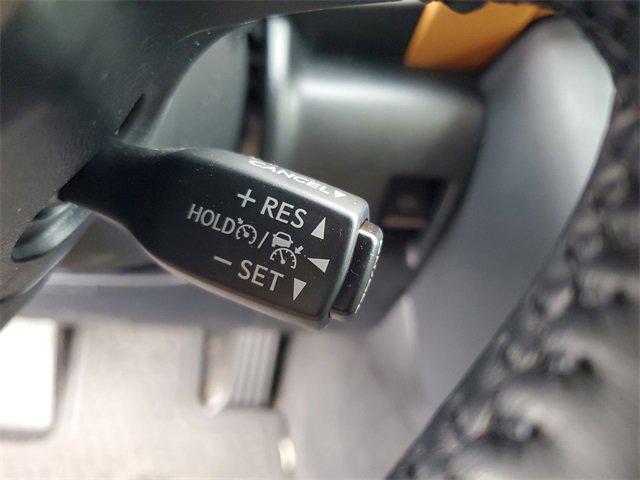 CANCEL
+ RES
HOLD /
− SET